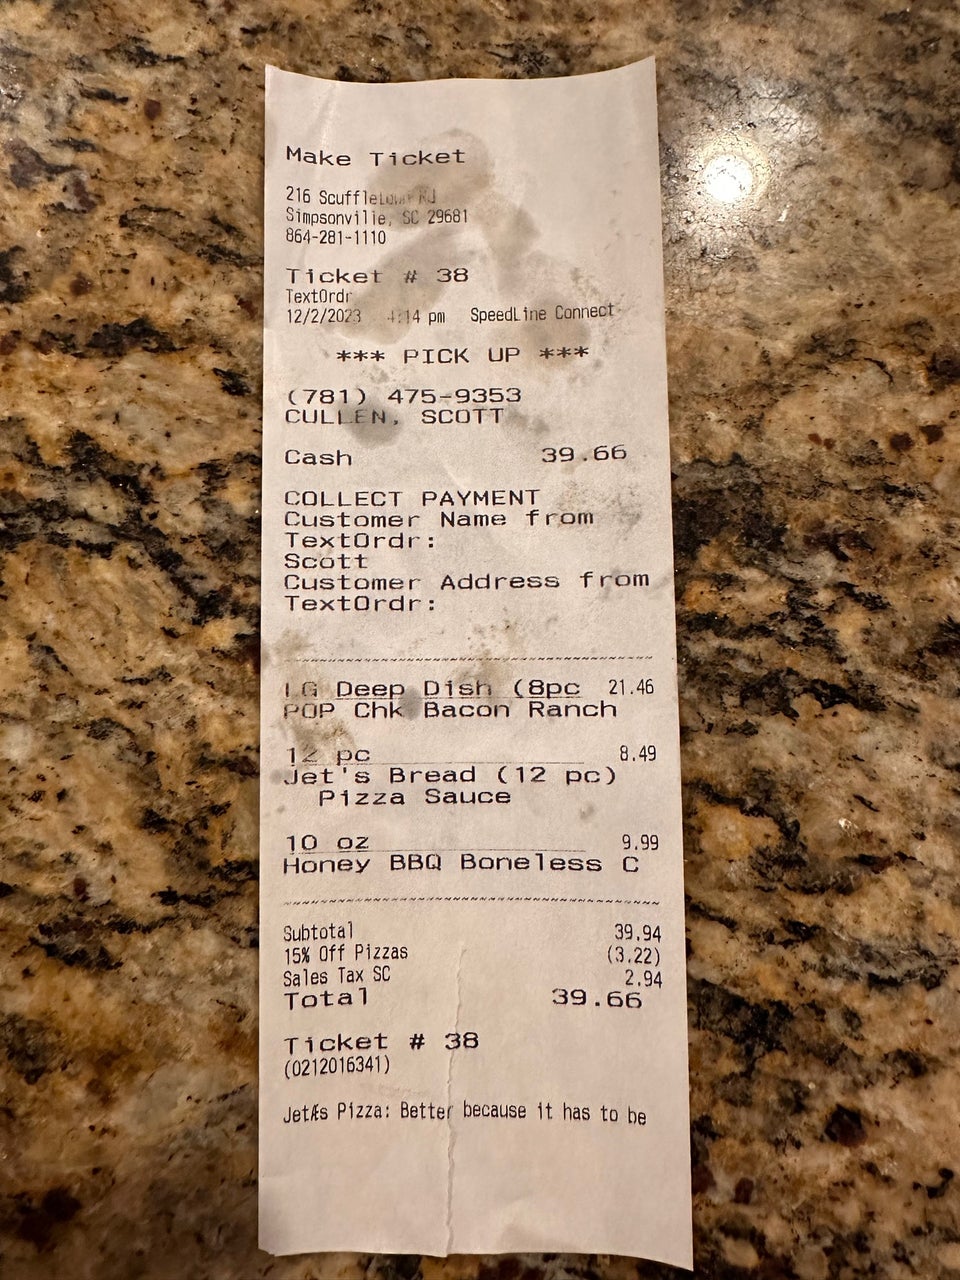 Make Ticket
216 Scuffletown Rd
Simpsonville, SC 29681
864-281-1110
Ticket # 38
TextOrdr
12/2/2023 4:14 pm SpeedLine Connect
*** PICK UP ***
(781) 475-9353
CULLEN, SCOTT
Cash 39.66
COLLECT PAYMENT
Customer Name from
TextOrdr:
Scott
Customer Address from
TextOrdr:
LG Deep Dish (8pc 21.46
POP Chk Bacon Ranch
12 pc 8.49
Jet's Bread (12 pc)
Pizza Sauce
10 oz 9.99
Honey BBQ Boneless C
Subtotal 39.94
15% Off Pizzas (3.22)
Sales Tax SC 2.94
Total 39.66
Ticket # 38
(0212016341)
JetÆs Pizza: Better because it has to be